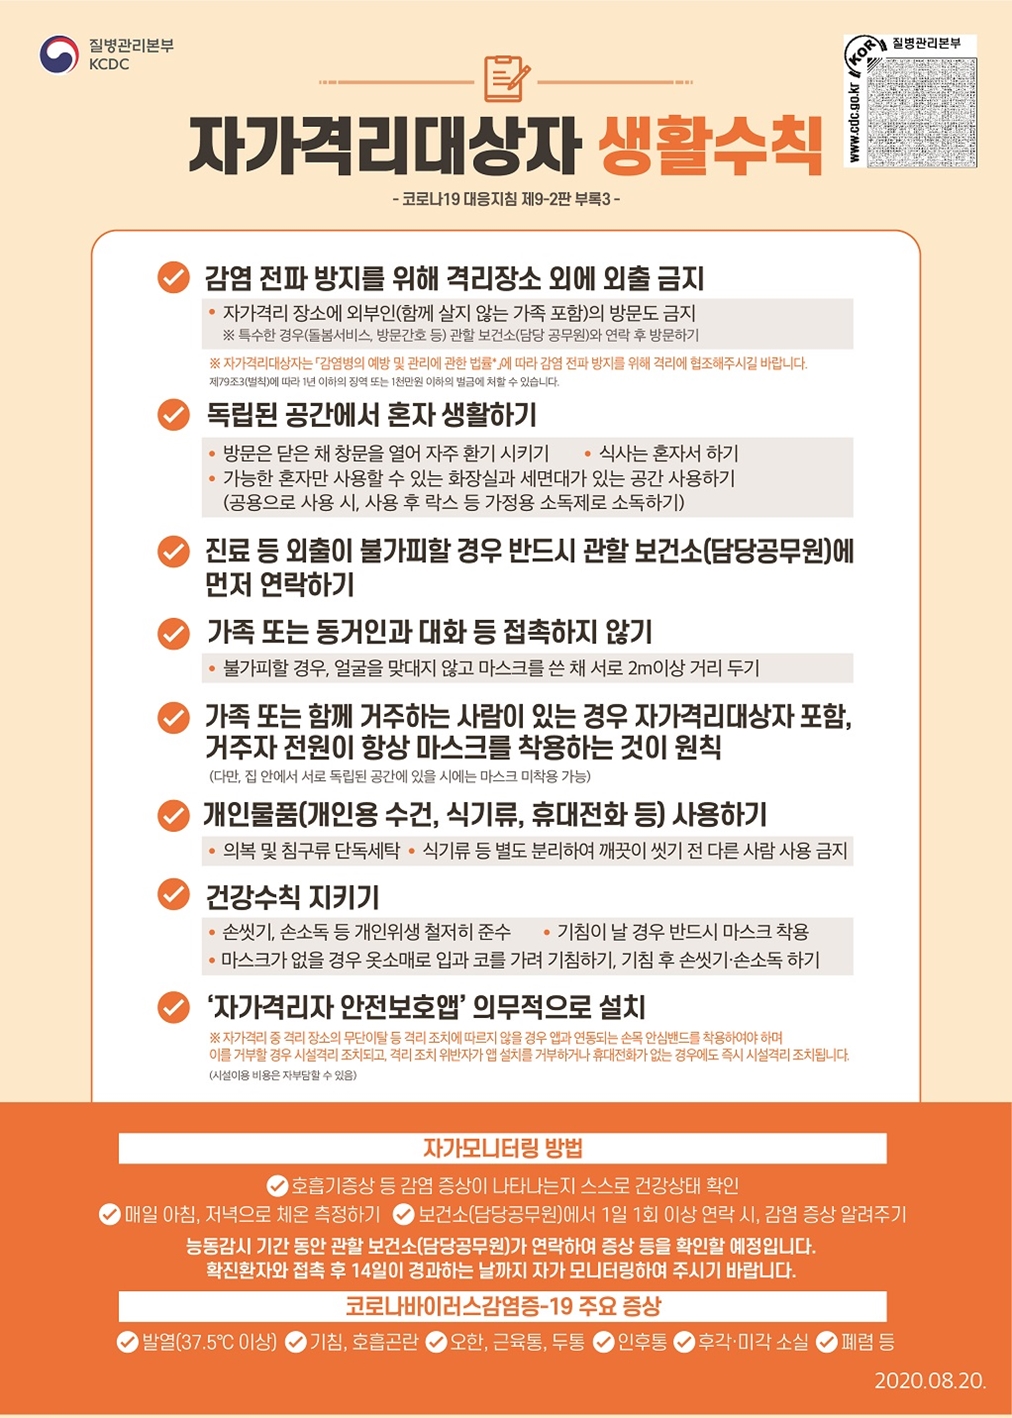 질병관리본부
KCDC
KOR
질병관리본부
www.cdc.go.kr
자가격리대상자 생활수칙
- 코로나19 대응지침 제9-2판 부록3 -
감염 전파 방지를 위해 격리장소 외에 외출 금지
• 자가격리 장소에 외부인(함께 살지 않는 가족 포함)의 방문도 금지
※ 특수한 경우(돌봄서비스, 방문간호 등) 관할 보건소(담당 공무원)와 연락 후 방문하기
※ 자가격리대상자는 「감염병의 예방 및 관리에 관한 법률*」에 따라 감염 전파 방지를 위해 격리에 협조해주시길 바랍니다.
제79조3(벌칙)에 따라 1년 이하의 징역 또는 1천만원 이하의 벌금에 처할 수 있습니다.
독립된 공간에서 혼자 생활하기
• 방문은 닫은 채 창문을 열어 자주 환기 시키기 • 식사는 혼자서 하기
• 가능한 혼자만 사용할 수 있는 화장실과 세면대가 있는 공간 사용하기
(공용으로 사용 시, 사용 후 락스 등 가정용 소독제로 소독하기)
진료 등 외출이 불가피할 경우 반드시 관할 보건소(담당공무원)에
먼저 연락하기
가족 또는 동거인과 대화 등 접촉하지 않기
• 불가피할 경우, 얼굴을 맞대지 않고 마스크를 쓴 채 서로 2m이상 거리 두기
가족 또는 함께 거주하는 사람이 있는 경우 자가격리대상자 포함,
거주자 전원이 항상 마스크를 착용하는 것이 원칙
(다만, 집 안에서 서로 독립된 공간에 있을 시에는 마스크 미착용 가능)
개인물품(개인용 수건, 식기류, 휴대전화 등) 사용하기
• 의복 및 침구류 단독세탁 • 식기류 등 별도 분리하여 깨끗이 씻기 전 다른 사람 사용 금지
건강수칙 지키기
• 손씻기, 손소독 등 개인위생 철저히 준수 • 기침이 날 경우 반드시 마스크 착용
• 마스크가 없을 경우 옷소매로 입과 코를 가려 기침하기, 기침 후 손씻기·손소독 하기
‘자가격리자 안전보호앱’ 의무적으로 설치
※ 자가격리 중 격리 장소의 무단이탈 등 격리 조치에 따르지 않을 경우 앱과 연동되는 손목 안심밴드를 착용하여야 하며
이를 거부할 경우 시설격리 조치되고, 격리 조치 위반자가 앱 설치를 거부하거나 휴대전화가 없는 경우에도 즉시 시설격리 조치됩니다.
(시설이용 비용은 자부담할 수 있음)
자가모니터링 방법
호흡기증상 등 감염 증상이 나타나는지 스스로 건강상태 확인
매일 아침, 저녁으로 체온 측정하기 보건소(담당공무원)에서 1일 1회 이상 연락 시, 감염 증상 알려주기
능동감시 기간 동안 관할 보건소(담당공무원)가 연락하여 증상 등을 확인할 예정입니다.
확진환자와 접촉 후 14일이 경과하는 날까지 자가 모니터링하여 주시기 바랍니다.
코로나바이러스감염증-19 주요 증상
발열(37.5℃ 이상) 기침, 호흡곤란 오한, 근육통, 두통 인후통 후각·미각 소실 폐렴 등
2020.08.20.